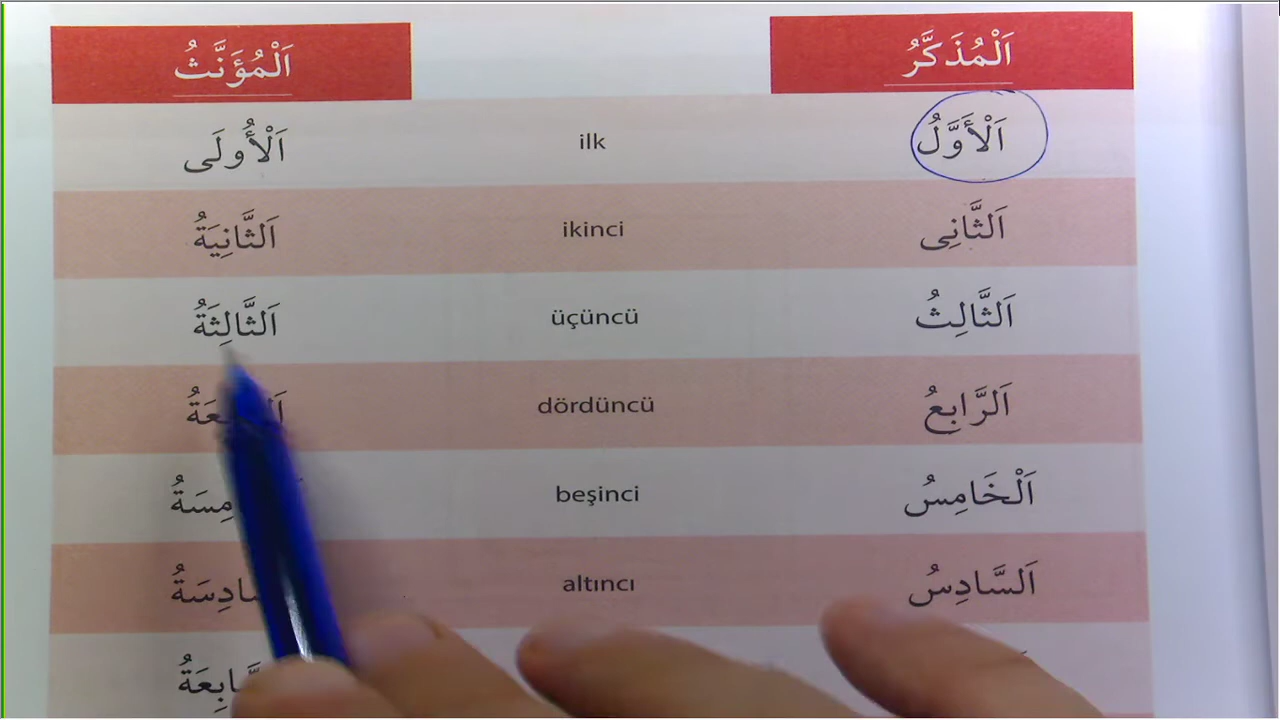 اَلْمُذَكَّرُ اَلْمُؤَنَّثُ
اَلْأَوَّلُ ilk اَلْأُولَى
اَلثَّانِى ikinci اَلثَّانِيَةُ
اَلثَّالِثُ üçüncü اَلثَّالِثَةُ
اَلرَّابِعُ dördüncü
اَلْخَامِسُ beşinci
اَلسَّادِسُ altıncı